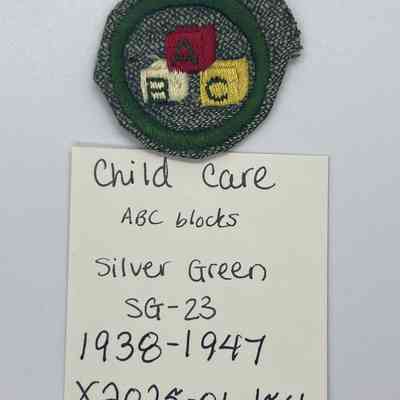 A
B C
Child Care
ABC blocks
Silver Green
SG-23
1938-1947